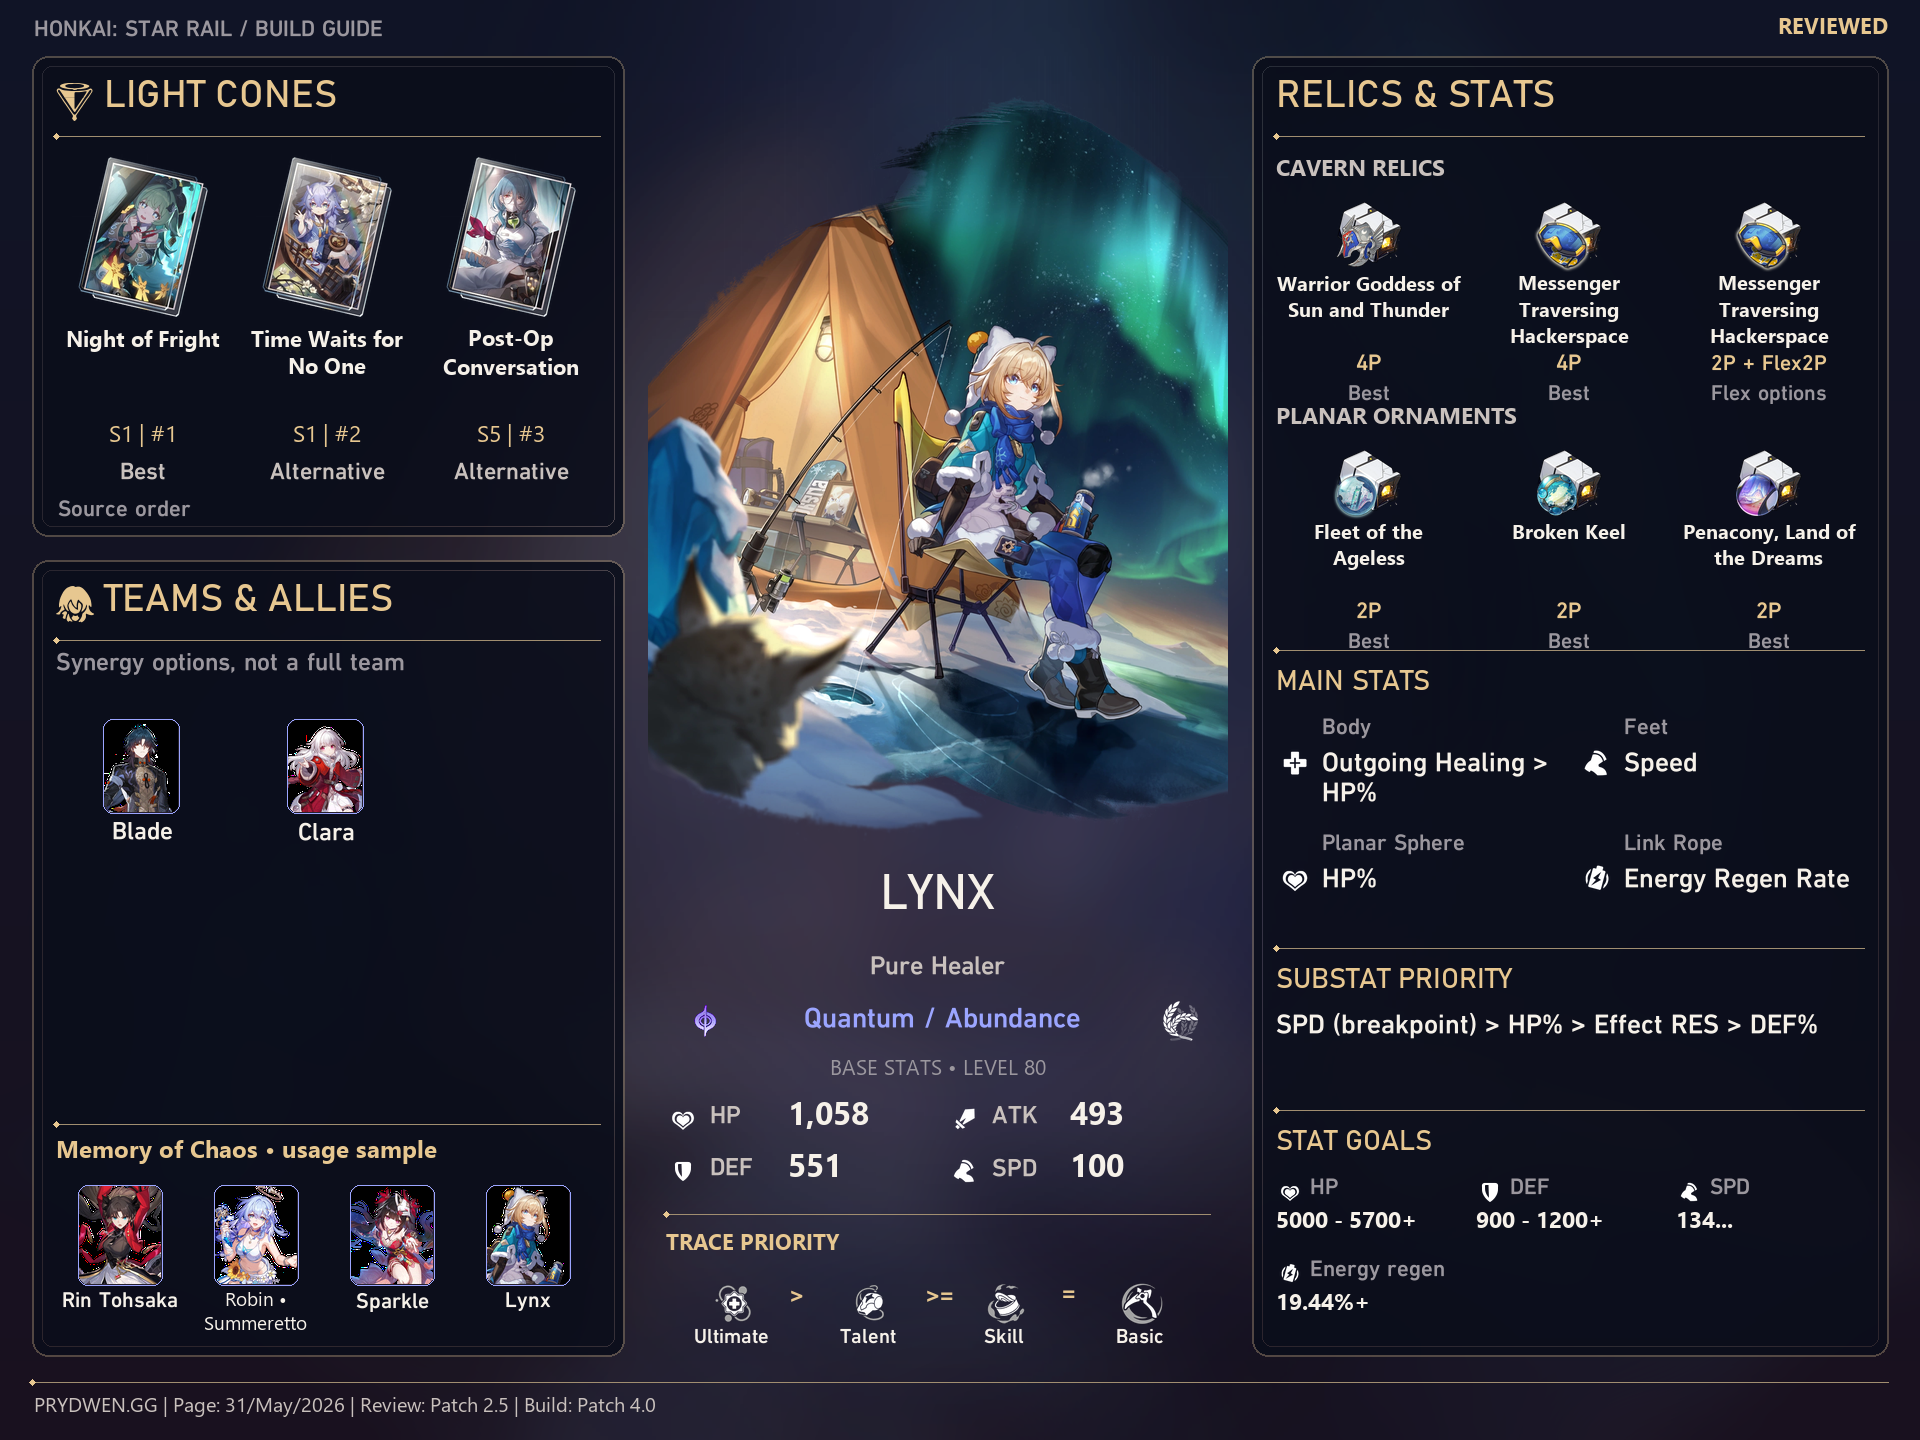 HONKAI: STAR RAIL / BUILD GUIDE
REVIEWED
LIGHT CONES
Night of Fright
S1 | #1
Best
Time Waits for
No One
S1 | #2
Alternative
Post-Op
Conversation
S5 | #3
Alternative
Source order
TEAMS & ALLIES
Synergy options, not a full team
Blade
Clara
Memory of Chaos • usage sample
Rin Tohsaka
Robin •
Summeretto
Sparkle
Lynx
LYNX
Pure Healer
Quantum / Abundance
BASE STATS • LEVEL 80
HP 1,058
ATK 493
DEF 551
SPD 100
TRACE PRIORITY
Ultimate > Talent >= Skill = Basic
RELICS & STATS
CAVERN RELICS
Warrior Goddess of
Sun and Thunder
4P
Best
Messenger
Traversing
Hackerspace
4P
Best
Messenger
Traversing
Hackerspace
2P + Flex2P
Flex options
PLANAR ORNAMENTS
Fleet of the
Ageless
2P
Best
Broken Keel
2P
Best
Penacony, Land of
the Dreams
2P
Best
MAIN STATS
Body
Outgoing Healing >
HP%
Feet
Speed
Planar Sphere
HP%
Link Rope
Energy Regen Rate
SUBSTAT PRIORITY
SPD (breakpoint) > HP% > Effect RES > DEF%
STAT GOALS
HP
5000 - 5700+
DEF
900 - 1200+
SPD
134...
Energy regen
19.44%+
PRYDWEN.GG | Page: 31/May/2026 | Review: Patch 2.5 | Build: Patch 4.0